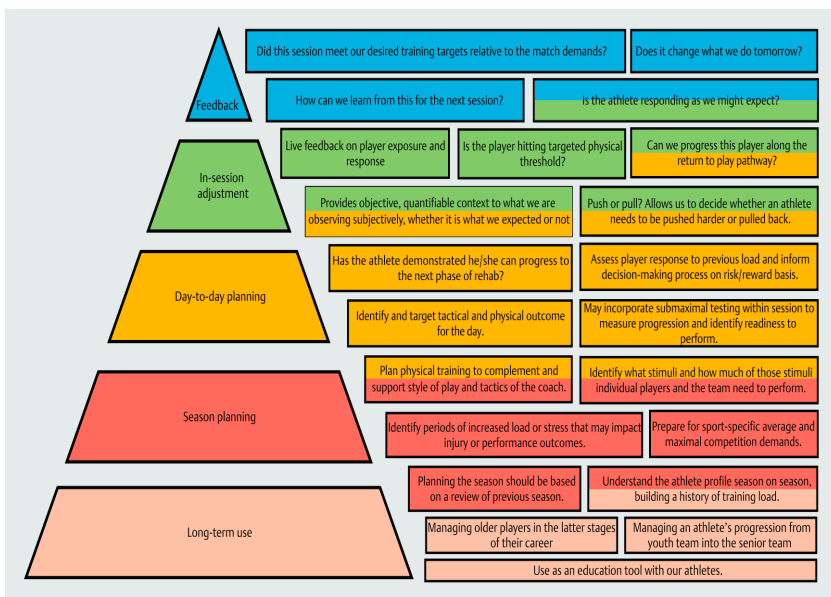 Did this session meet our desired training targets relative to the match demands?
Does it change what we do tomorrow?
Feedback
How can we learn from this for the next session?
Is the athlete responding as we might expect?
Live feedback on player exposure and
response
Is the player hitting targeted physical
threshold?
Can we progress this player along the
return to play pathway?
In-session
adjustment
Provides objective, quantifiable context to what we are
observing subjectively, whether it is what we expected or not
Push or pull? Allows us to decide whether an athlete
needs to be pushed harder or pulled back.
Has the athlete demonstrated he/she can progress to
the next phase of rehab?
Assess player response to previous load and inform
decision-making process on risk/reward basis.
Day-to-day planning
Identify and target tactical and physical outcome
for the day.
May incorporate submaximal testing within session to
measure progression and identify readiness to
perform.
Plan physical training to complement and
support style of play and tactics of the coach.
Identify what stimuli and how much of those stimuli
individual players and the team need to perform.
Season planning
Identify periods of increased load or stress that may impact
injury or performance outcomes.
Prepare for sport-specific average and
maximal competition demands.
Planning the season should be based
on a review of previous season.
Understand the athlete profile season on season,
building a history of training load.
Long-term use
Managing older players in the latter stages
of their career
Managing an athlete's progression from
youth team into the senior team
Use as an education tool with our athletes.